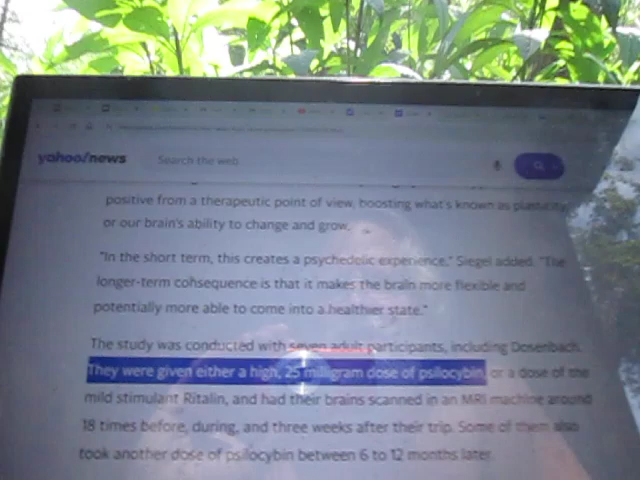 yahoo!news
Search the web
positive from a therapeutic point of view, boosting what's known as plasticity
or our brain's ability to change and grow.
"In the short term, this creates a psychedelic experience," Siegel added. "The
longer-term consequence is that it makes the brain more flexible and
potentially more able to come into a healthier state."
The study was conducted with seven adult participants, including Dosenbach.
They were given either a high, 25 milligram dose of psilocybin, or a dose of the
mild stimulant Ritalin, and had their brains scanned in an MRI machine around
18 times before, during, and three weeks after their trip. Some of them also
took another dose of psilocybin between 6 to 12 months later.